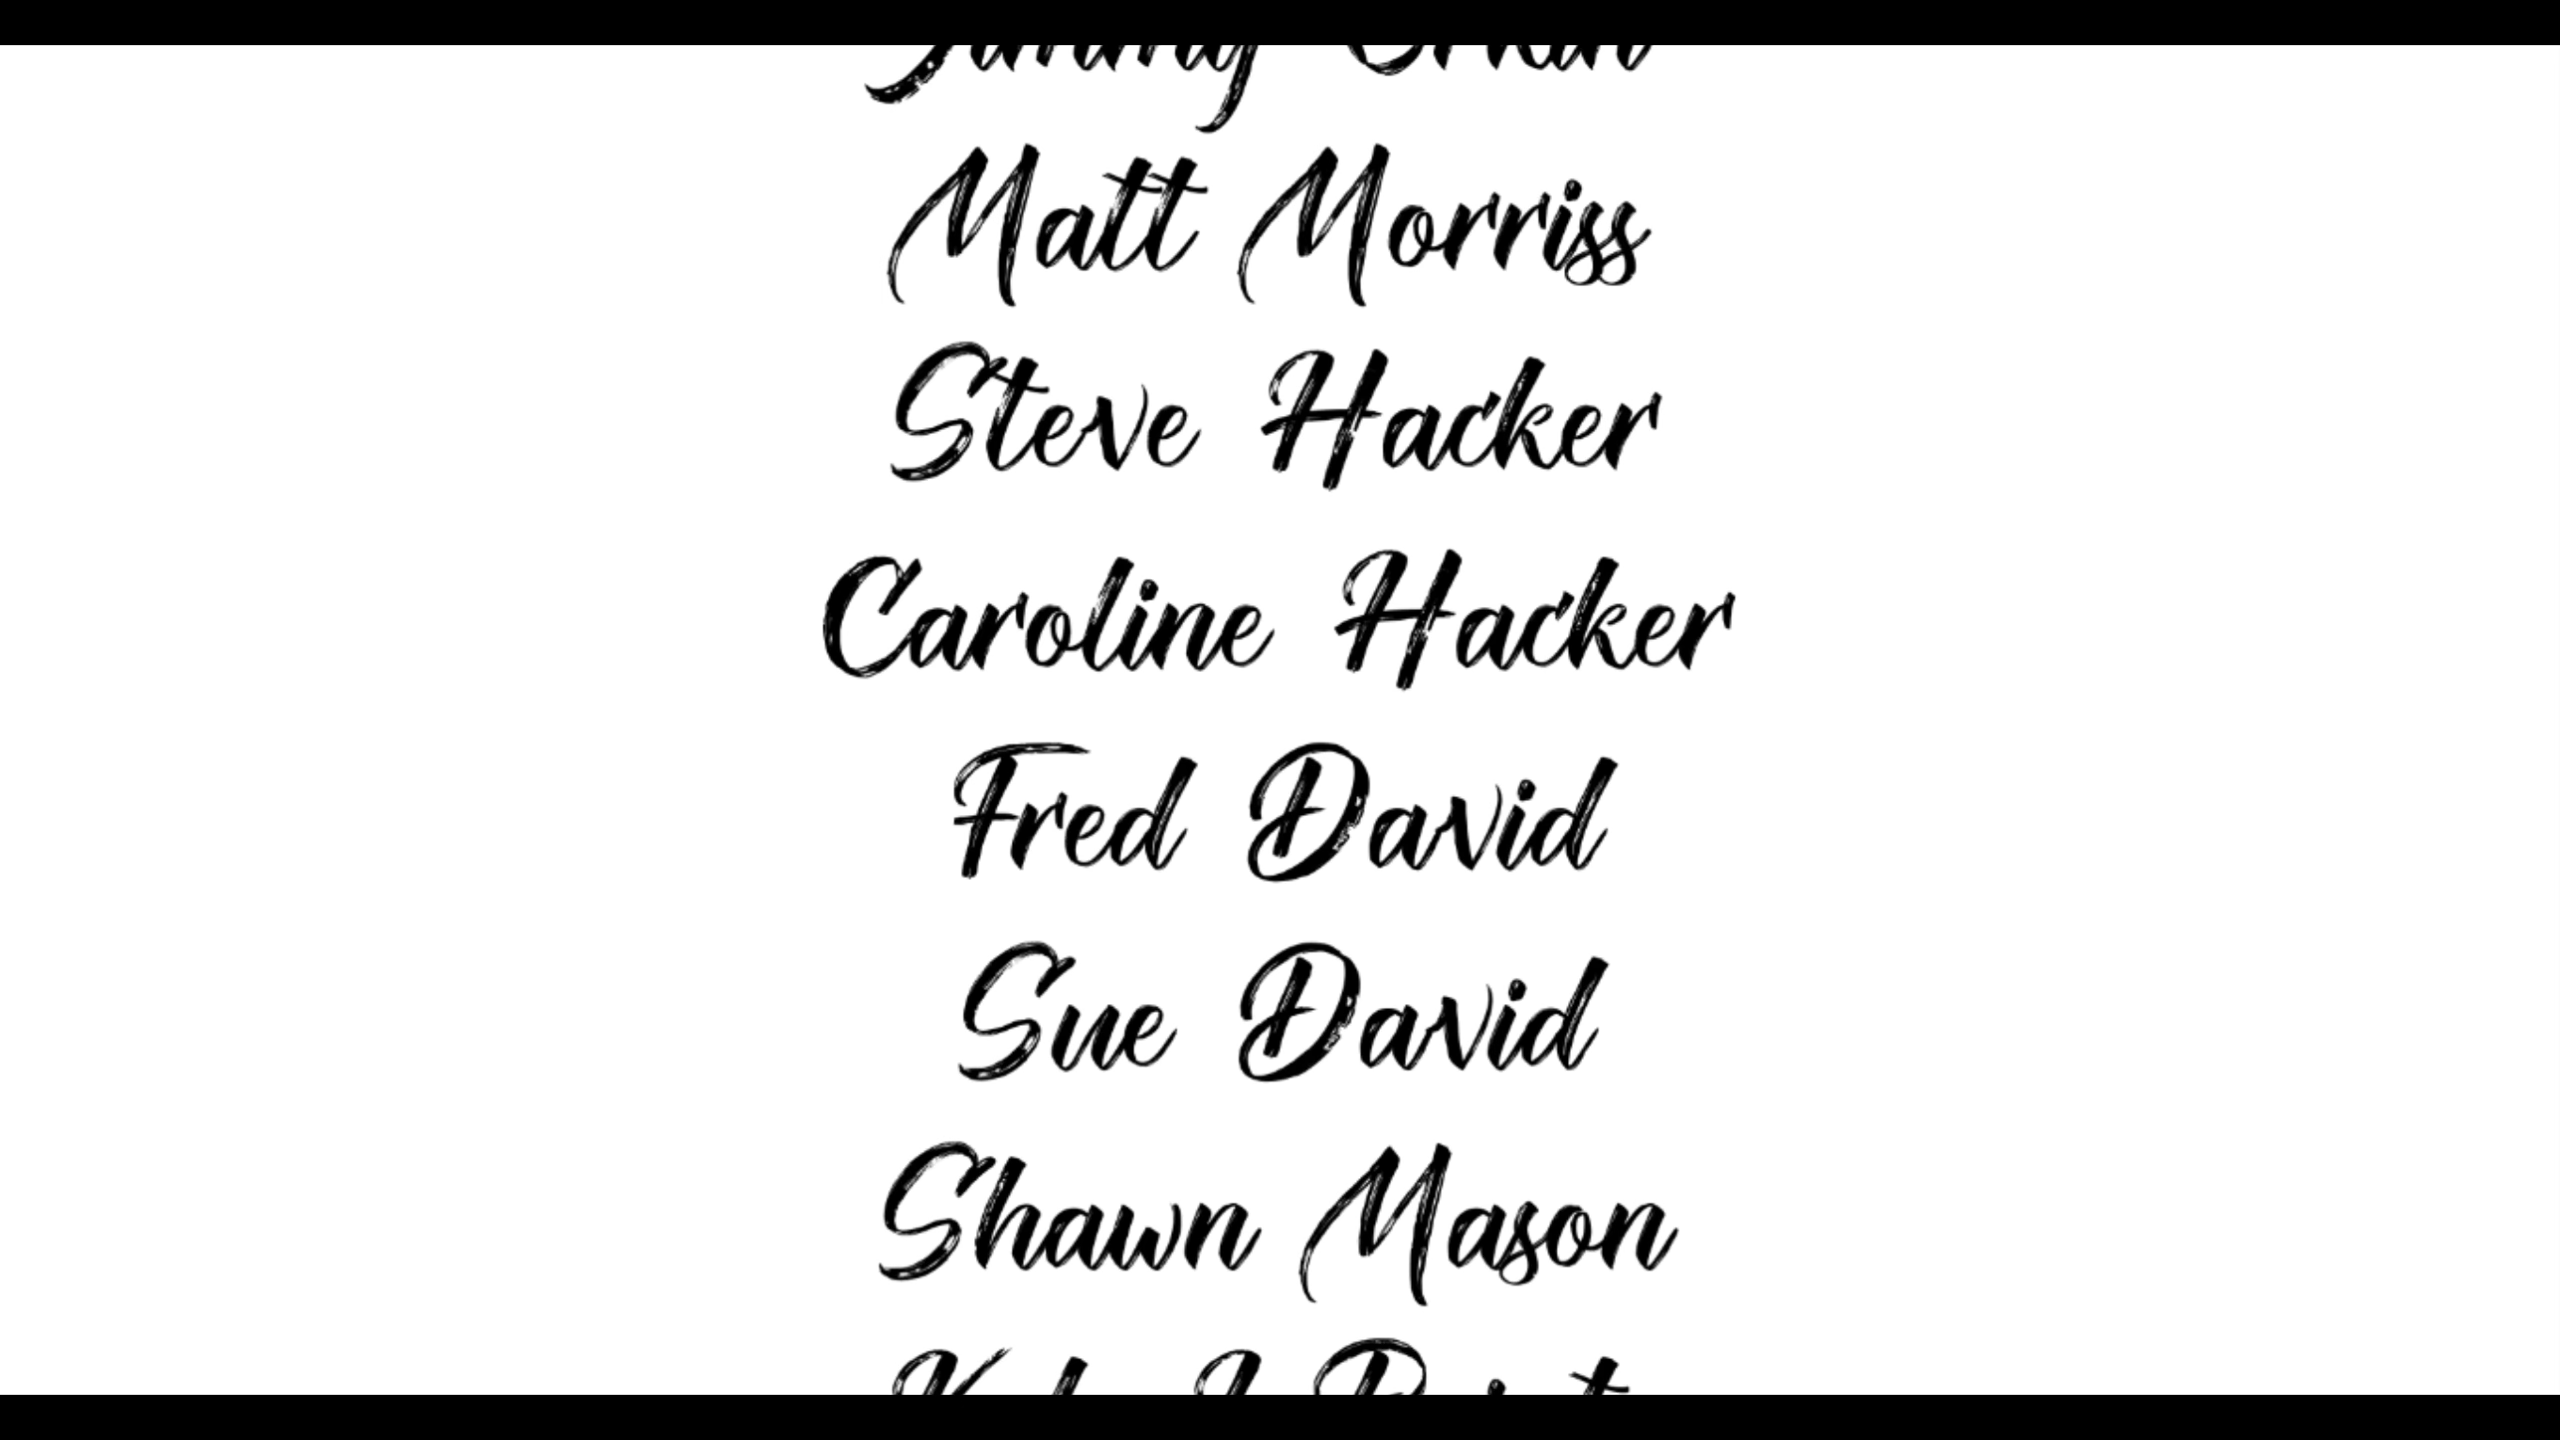 Matt Morriss
Steve Hacker
Caroline Hacker
Fred David
Sue David
Shawn Mason